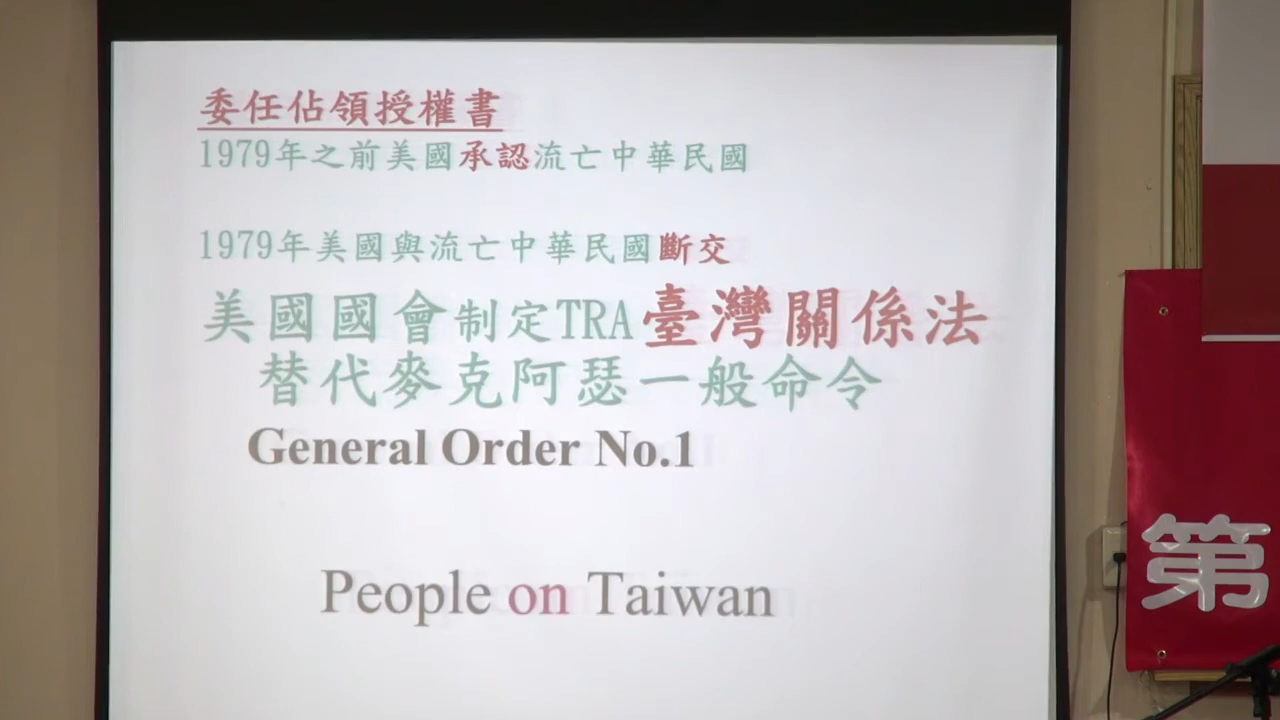 委任佔領授權書
1979年之前美國承認流亡中華民國
1979年美國與流亡中華民國斷交
美國國會制定TRA臺灣關係法
替代麥克阿瑟一般命令
General Order No.1
People on Taiwan
第